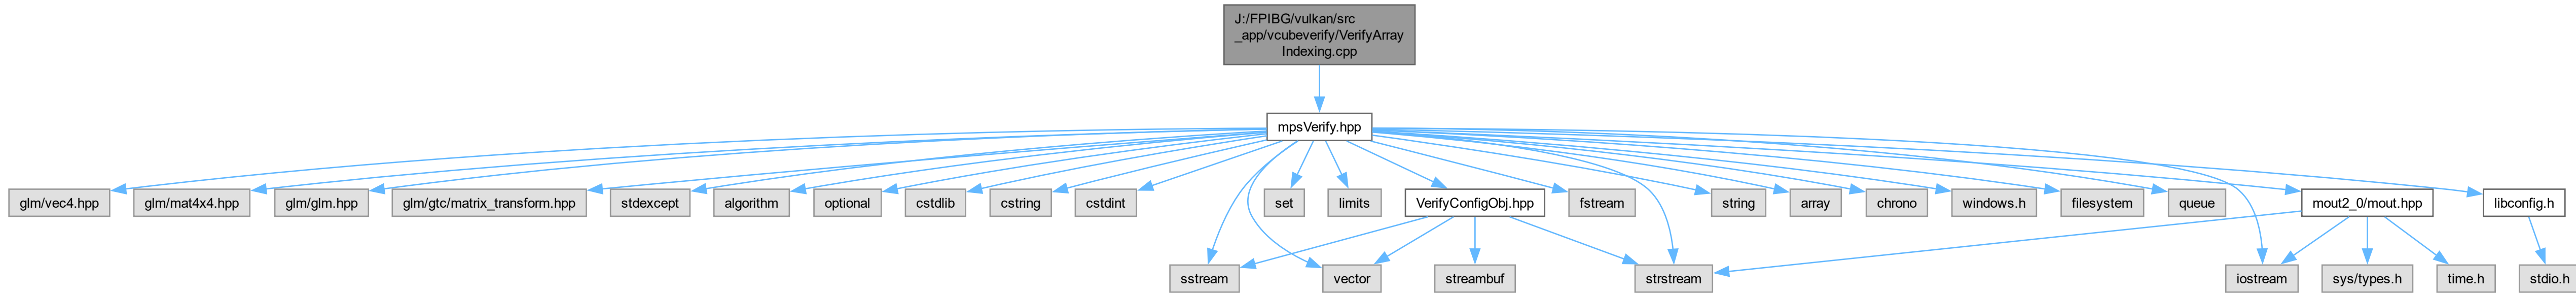 J:/FPIBG/vulkan/src
_app/vcubeverify/VerifyArray
Indexing.cpp
mpsVerify.hpp
glm/vec4.hpp
glm/mat4x4.hpp
glm/glm.hpp
glm/gtc/matrix_transform.hpp
stdexcept
algorithm
optional
cstdlib
cstring
cstdint
set
limits
VerifyConfigObj.hpp
fstream
string
array
chrono
windows.h
filesystem
queue
mout2_0/mout.hpp
libconfig.h
sstream
vector
streambuf
strstream
iostream
sys/types.h
time.h
stdio.h